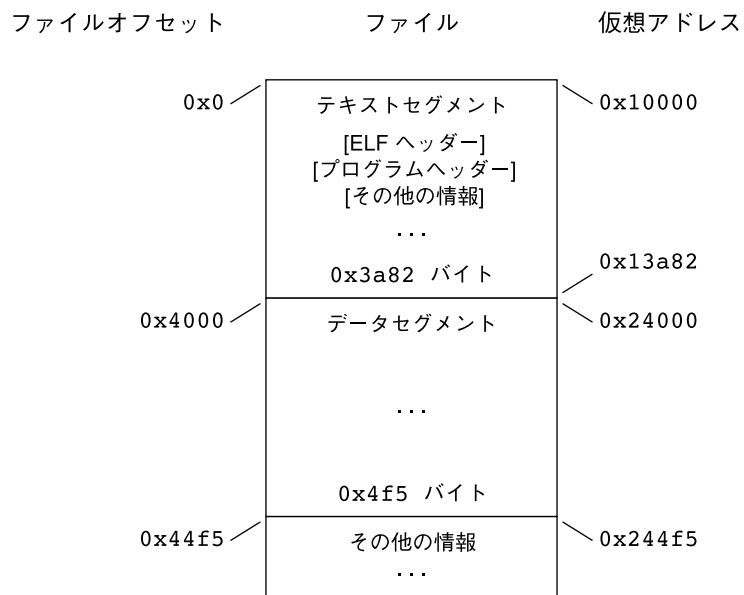 ファイルオフセット ファイル 仮想アドレス
0x0 テキストセグメント 0x10000
[ELF ヘッダー]
[プログラムヘッダー]
[その他の情報]
...
0x13a82
0x3a82 バイト
0x4000 データセグメント 0x24000
...
0x4f5 バイト
0x44f5 その他の情報 0x244f5
...